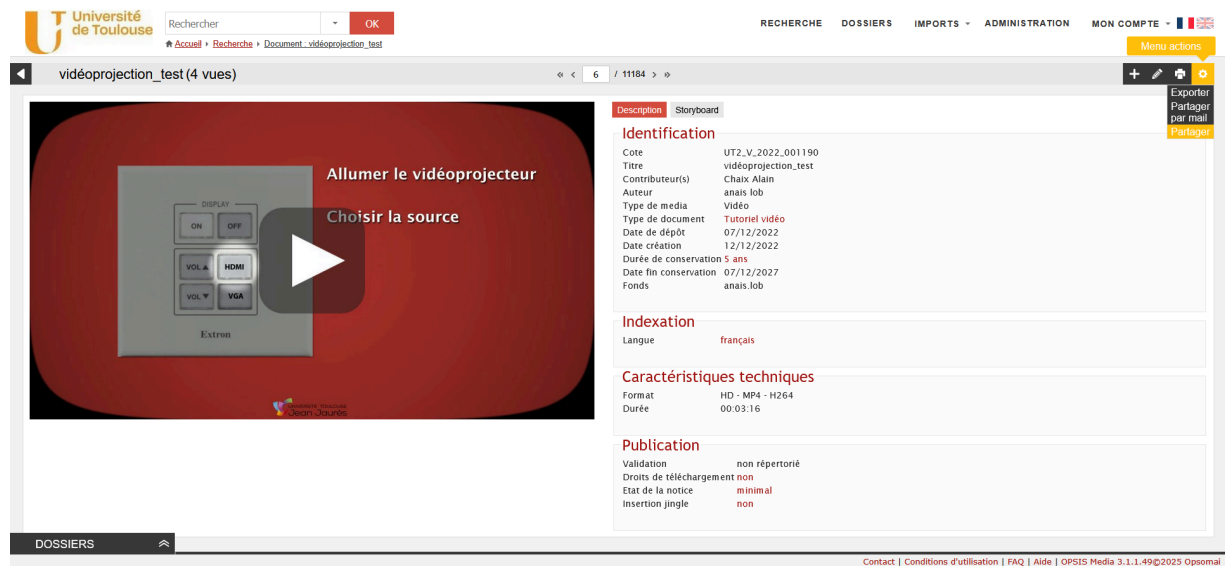 Université
de Toulouse
Rechercher
OK
RECHERCHE DOSSIERS IMPORTS ADMINISTRATION MON COMPTE
Accueil Recherche Document : vidéoprojection_test
Menu actions
vidéoprojection_test (4 vues)
« < 6 / 11184 > »
Exporter
Partager
par mail
Partager
Allumer le vidéoprojecteur
Choisir la source
DISPLAY
ON OFF
VOL HDMI
VOL VGA
Extron
UNIVERSITÉ TOULOUSE
Jean Jaurès
Description Storyboard
Identification
Cote UT2_V_2022_001190
Titre vidéoprojection_test
Contributeur(s) Chaix Alain
Auteur anais lob
Type de media Vidéo
Type de document Tutoriel vidéo
Date de dépôt 07/12/2022
Date création 12/12/2022
Durée de conservation 5 ans
Date fin conservation 07/12/2027
Fonds anais.lob
Indexation
Langue français
Caractéristiques techniques
Format HD - MP4 - H264
Durée 00:03:16
Publication
Validation non répertorié
Droits de téléchargement non
Etat de la notice minimal
Insertion jingle non
DOSSIERS
Contact | Conditions d'utilisation | FAQ | Aide | OPSIS Media 3.1.1.49©2025 Opsomai